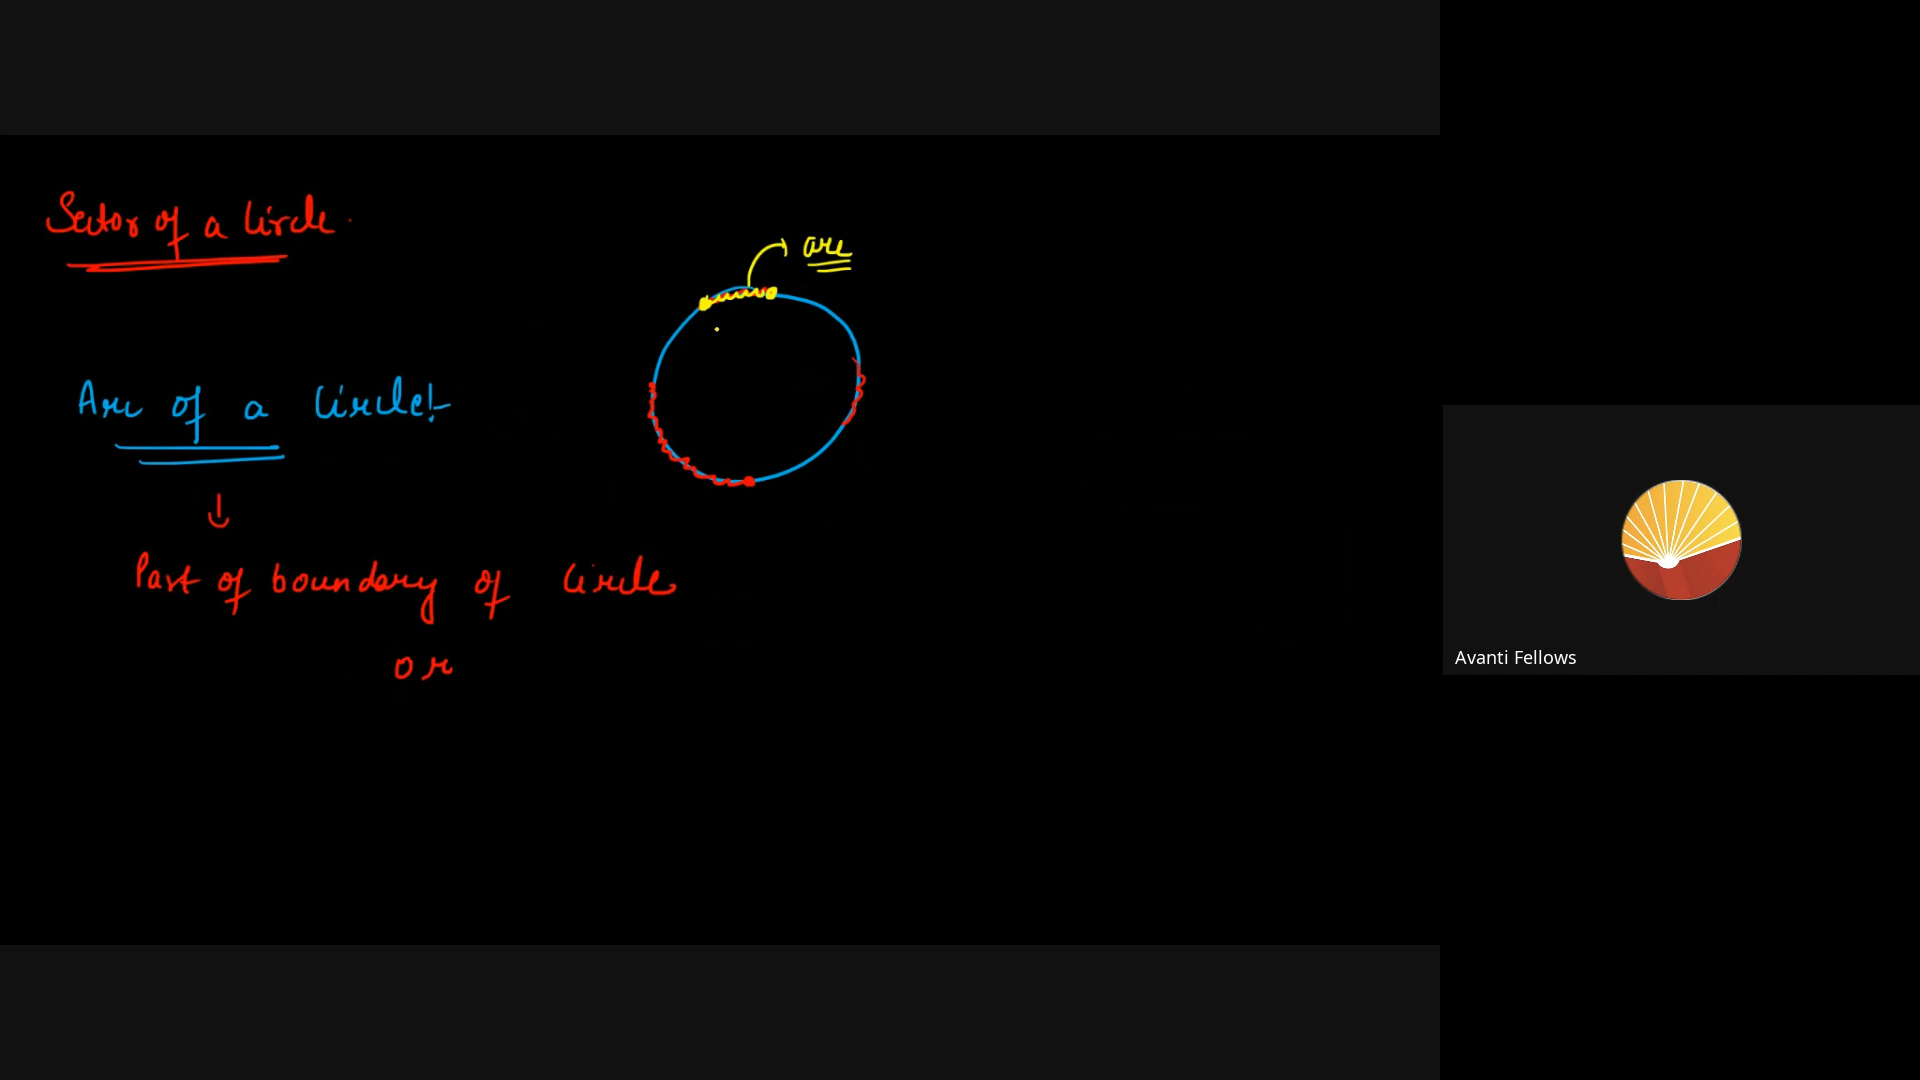 Sector of a Circle.
arc
Arc of a Circle:-
Part of boundary of Circle
or
Avanti Fellows